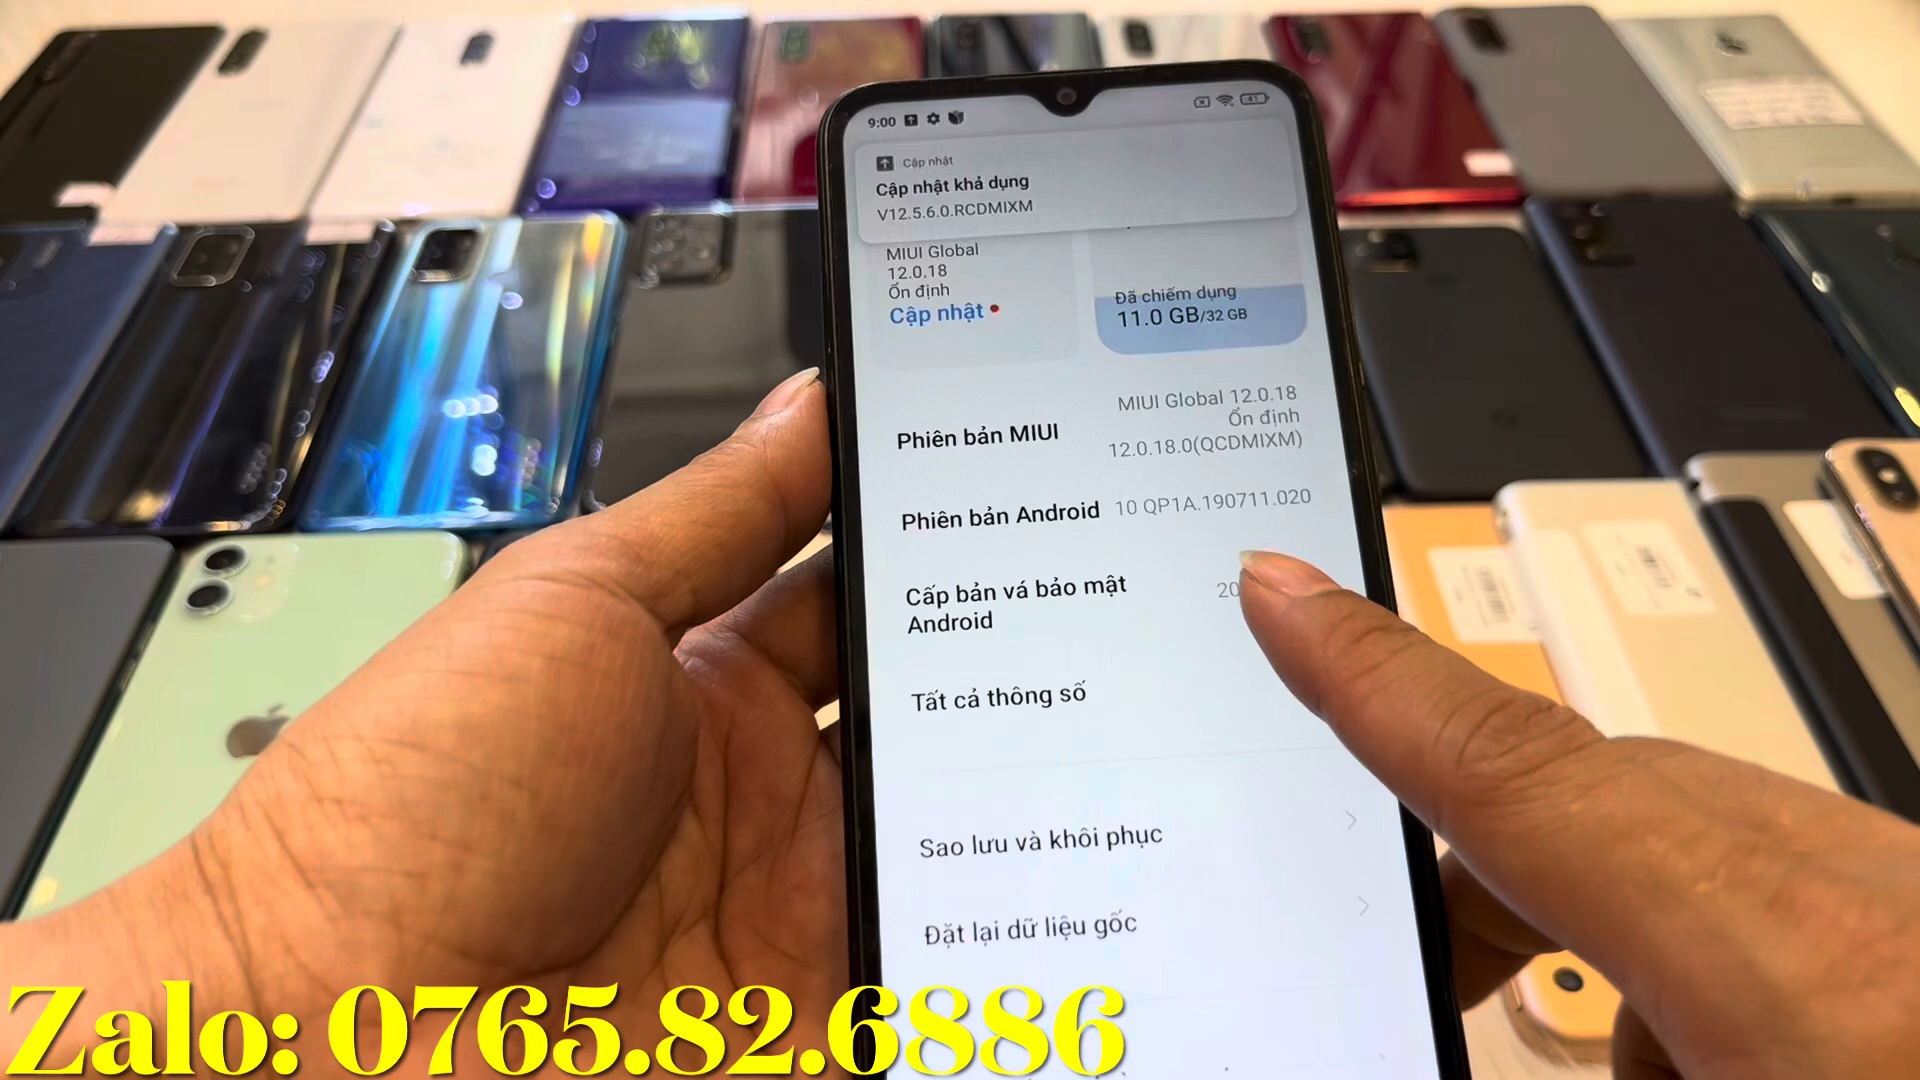 9:00
41
Cập nhật
Cập nhật khả dụng
V12.5.6.0.RCDMIXM
MIUI Global
12.0.18
Ổn định
Cập nhật
Đã chiếm dụng
11.0 GB/32 GB
Phiên bản MIUI
MIUI Global 12.0.18
Ổn định
12.0.18.0(QCDMIXM)
Phiên bản Android
10 QP1A.190711.020
Cấp bản vá bảo mật
Android
20
Tất cả thông số
Sao lưu và khôi phục
Đặt lại dữ liệu gốc
Zalo: 0765.82.6886